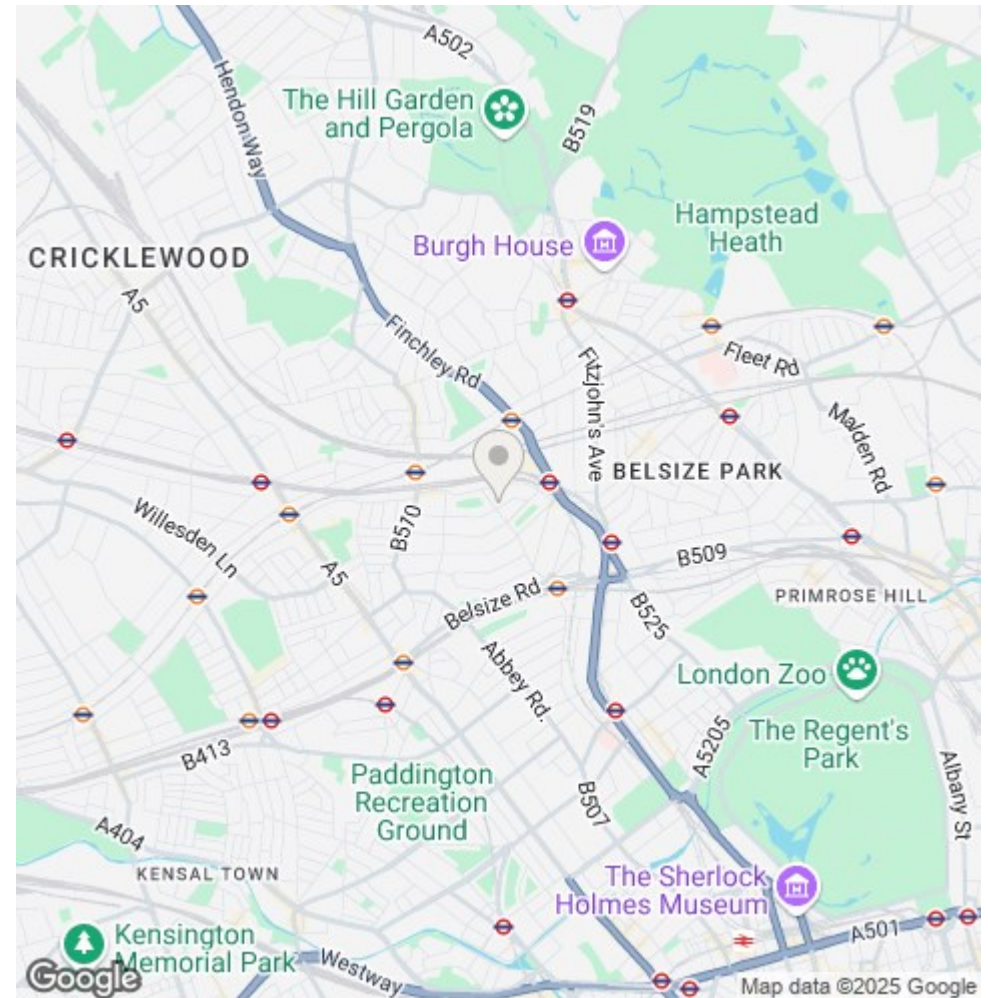 A502
Hendon Way
The Hill Garden
and Pergola
B519
Hampstead
Heath
Burgh House
CRICKLEWOOD
A5
Finchley Rd
Fitzjohn's Ave
Fleet Rd
Malden Rd
BELSIZE PARK
Willesden Ln
B510
A5
B509
Belsize Rd
PRIMROSE HILL
B525
Abbey Rd.
London Zoo
A5205
The Regent's
Park
B413
Paddington
Recreation
Ground
B507
Albany St
A404
KENSAL TOWN
The Sherlock
Holmes Museum
A501
Kensington
Memorial Park
Westway
Google
Map data ©2025 Google